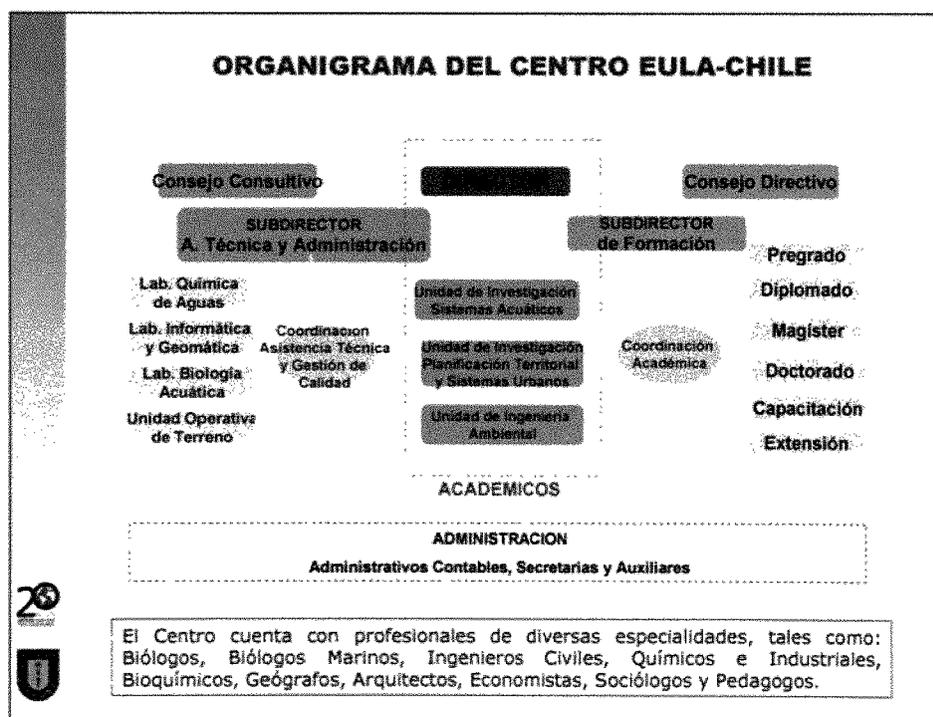 ORGANIGRAMA DEL CENTRO EULA-CHILE
Consejo Consultivo
Consejo Directivo
SUBDIRECTOR
A. Técnica y Administración
SUBDIRECTOR
de Formación
Lab. Química
de Aguas
Lab. Informática
y Geomática
Lab. Biología
Acuática
Unidad Operativa
de Terreno
Coordinacion
Asistencia Técnica
y Gestión de
Calidad
Unidad de Investigación
Sistemas Acuáticos
Unidad de Investigación
Planificación Territorial
y Sistemas Urbanos
Unidad de Ingeniería
Ambiental
Coordinación
Académica
Pregrado
Diplomado
Magíster
Doctorado
Capacitación
Extensión
ACADEMICOS
ADMINISTRACION
Administrativos Contables, Secretarias y Auxiliares
20
El Centro cuenta con profesionales de diversas especialidades, tales como:
Biólogos, Biólogos Marinos, Ingenieros Civiles, Químicos e Industriales,
Bioquímicos, Geógrafos, Arquitectos, Economistas, Sociólogos y Pedagogos.